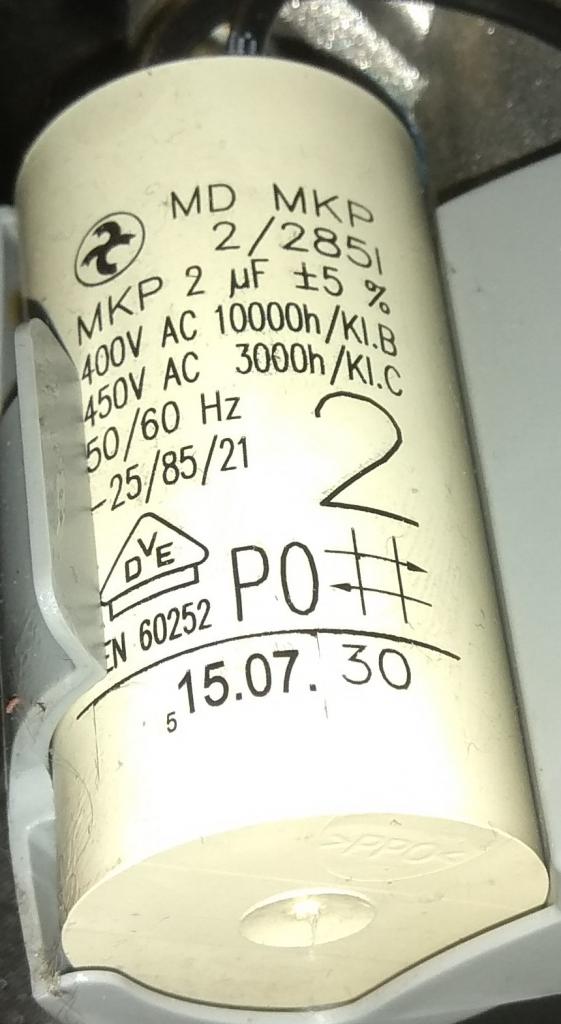 MD MKP
2/2851
MKP 2 µF ±5 %
400V AC 10000h/Kl.B
450V AC 3000h/Kl.C
50/60 Hz
-25/85/21
2
DVE
P0
EN 60252
5 15.07. 30
>PPO<